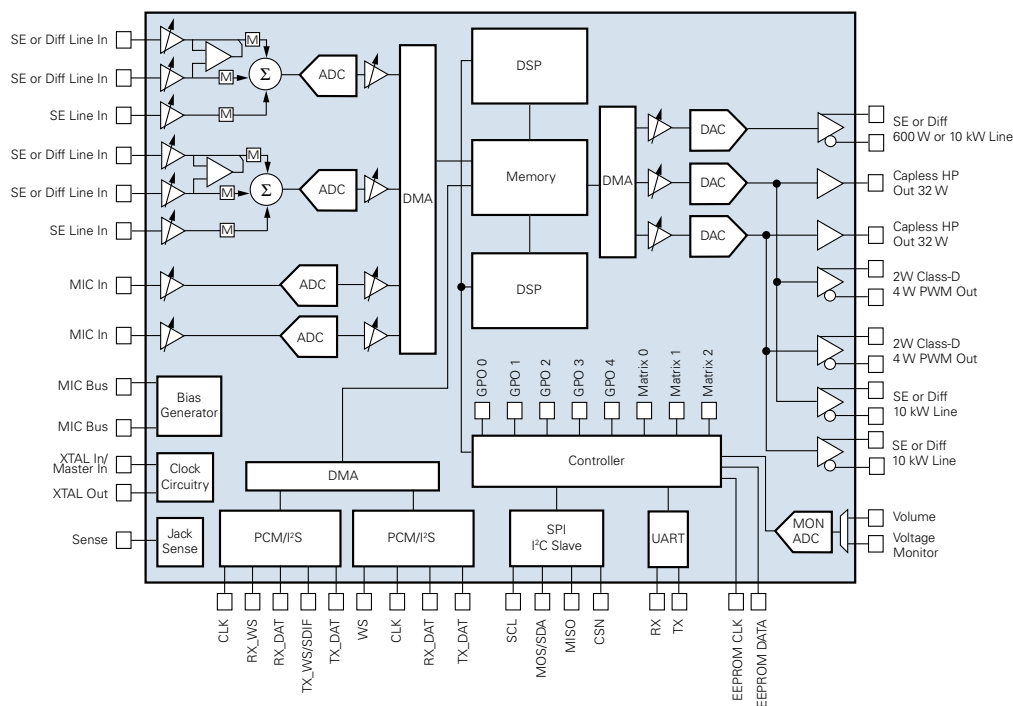 SE or Diff Line In
SE or Diff Line In
SE Line In
SE or Diff Line In
SE or Diff Line In
SE Line In
MIC In
MIC In
MIC Bus
MIC Bus
XTAL In/
Master In
XTAL Out
Sense
M
M
M
Σ
ADC
M
M
M
Σ
ADC
ADC
ADC
DMA
Bias
Generator
Clock
Circuitry
Jack
Sense
DSP
Memory
DSP
DMA
DAC
DAC
DAC
SE or Diff
600 W or 10 kW Line
Capless HP
Out 32 W
Capless HP
Out 32 W
2W Class-D
4 W PWM Out
2W Class-D
4 W PWM Out
SE or Diff
10 kW Line
SE or Diff
10 kW Line
GPO 0
GPO 1
GPO 2
GPO 3
GPO 4
Matrix 0
Matrix 1
Matrix 2
Controller
DMA
PCM/I²S
PCM/I²S
SPI
I²C Slave
UART
MON
ADC
Volume
Voltage
Monitor
CLK
RX_WS
RX_DAT
TX_WS/SDIF
TX_DAT
WS
CLK
RX_DAT
TX_DAT
SCL
MOS/SDA
MISO
CSN
RX
TX
EEPROM CLK
EEPROM DATA